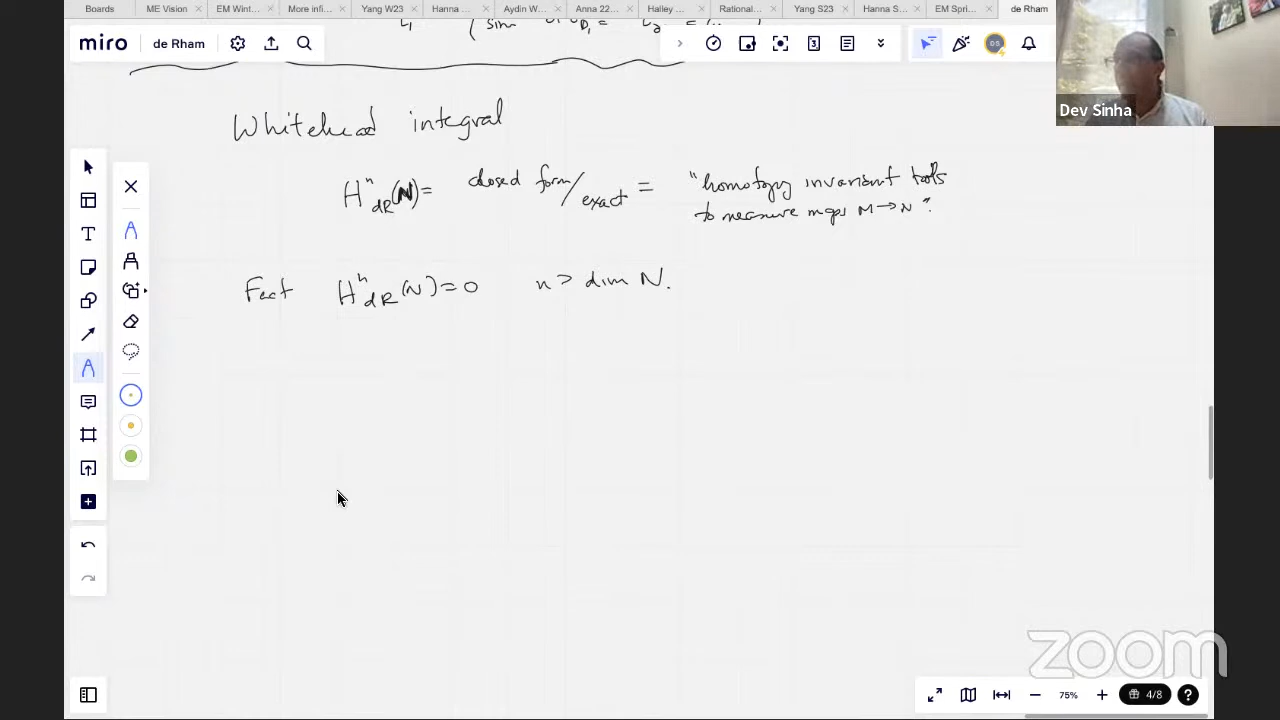 Boards ME Vision EM Wint... More infi... Yang W23 Hanna ... Aydin W... Anna 22... Halley ... Rational... Yang S23 Hanna S... EM Spri... de Rham
miro de Rham
3
DS
Dev Sinha
Whitehead integral
H^n_dR(N) = closed form/exact = "homotopy invariant tools
to measure maps M → N"
Fact H^n_dR(N) = 0 n > dim N.
zoom
75% 4/8 ?